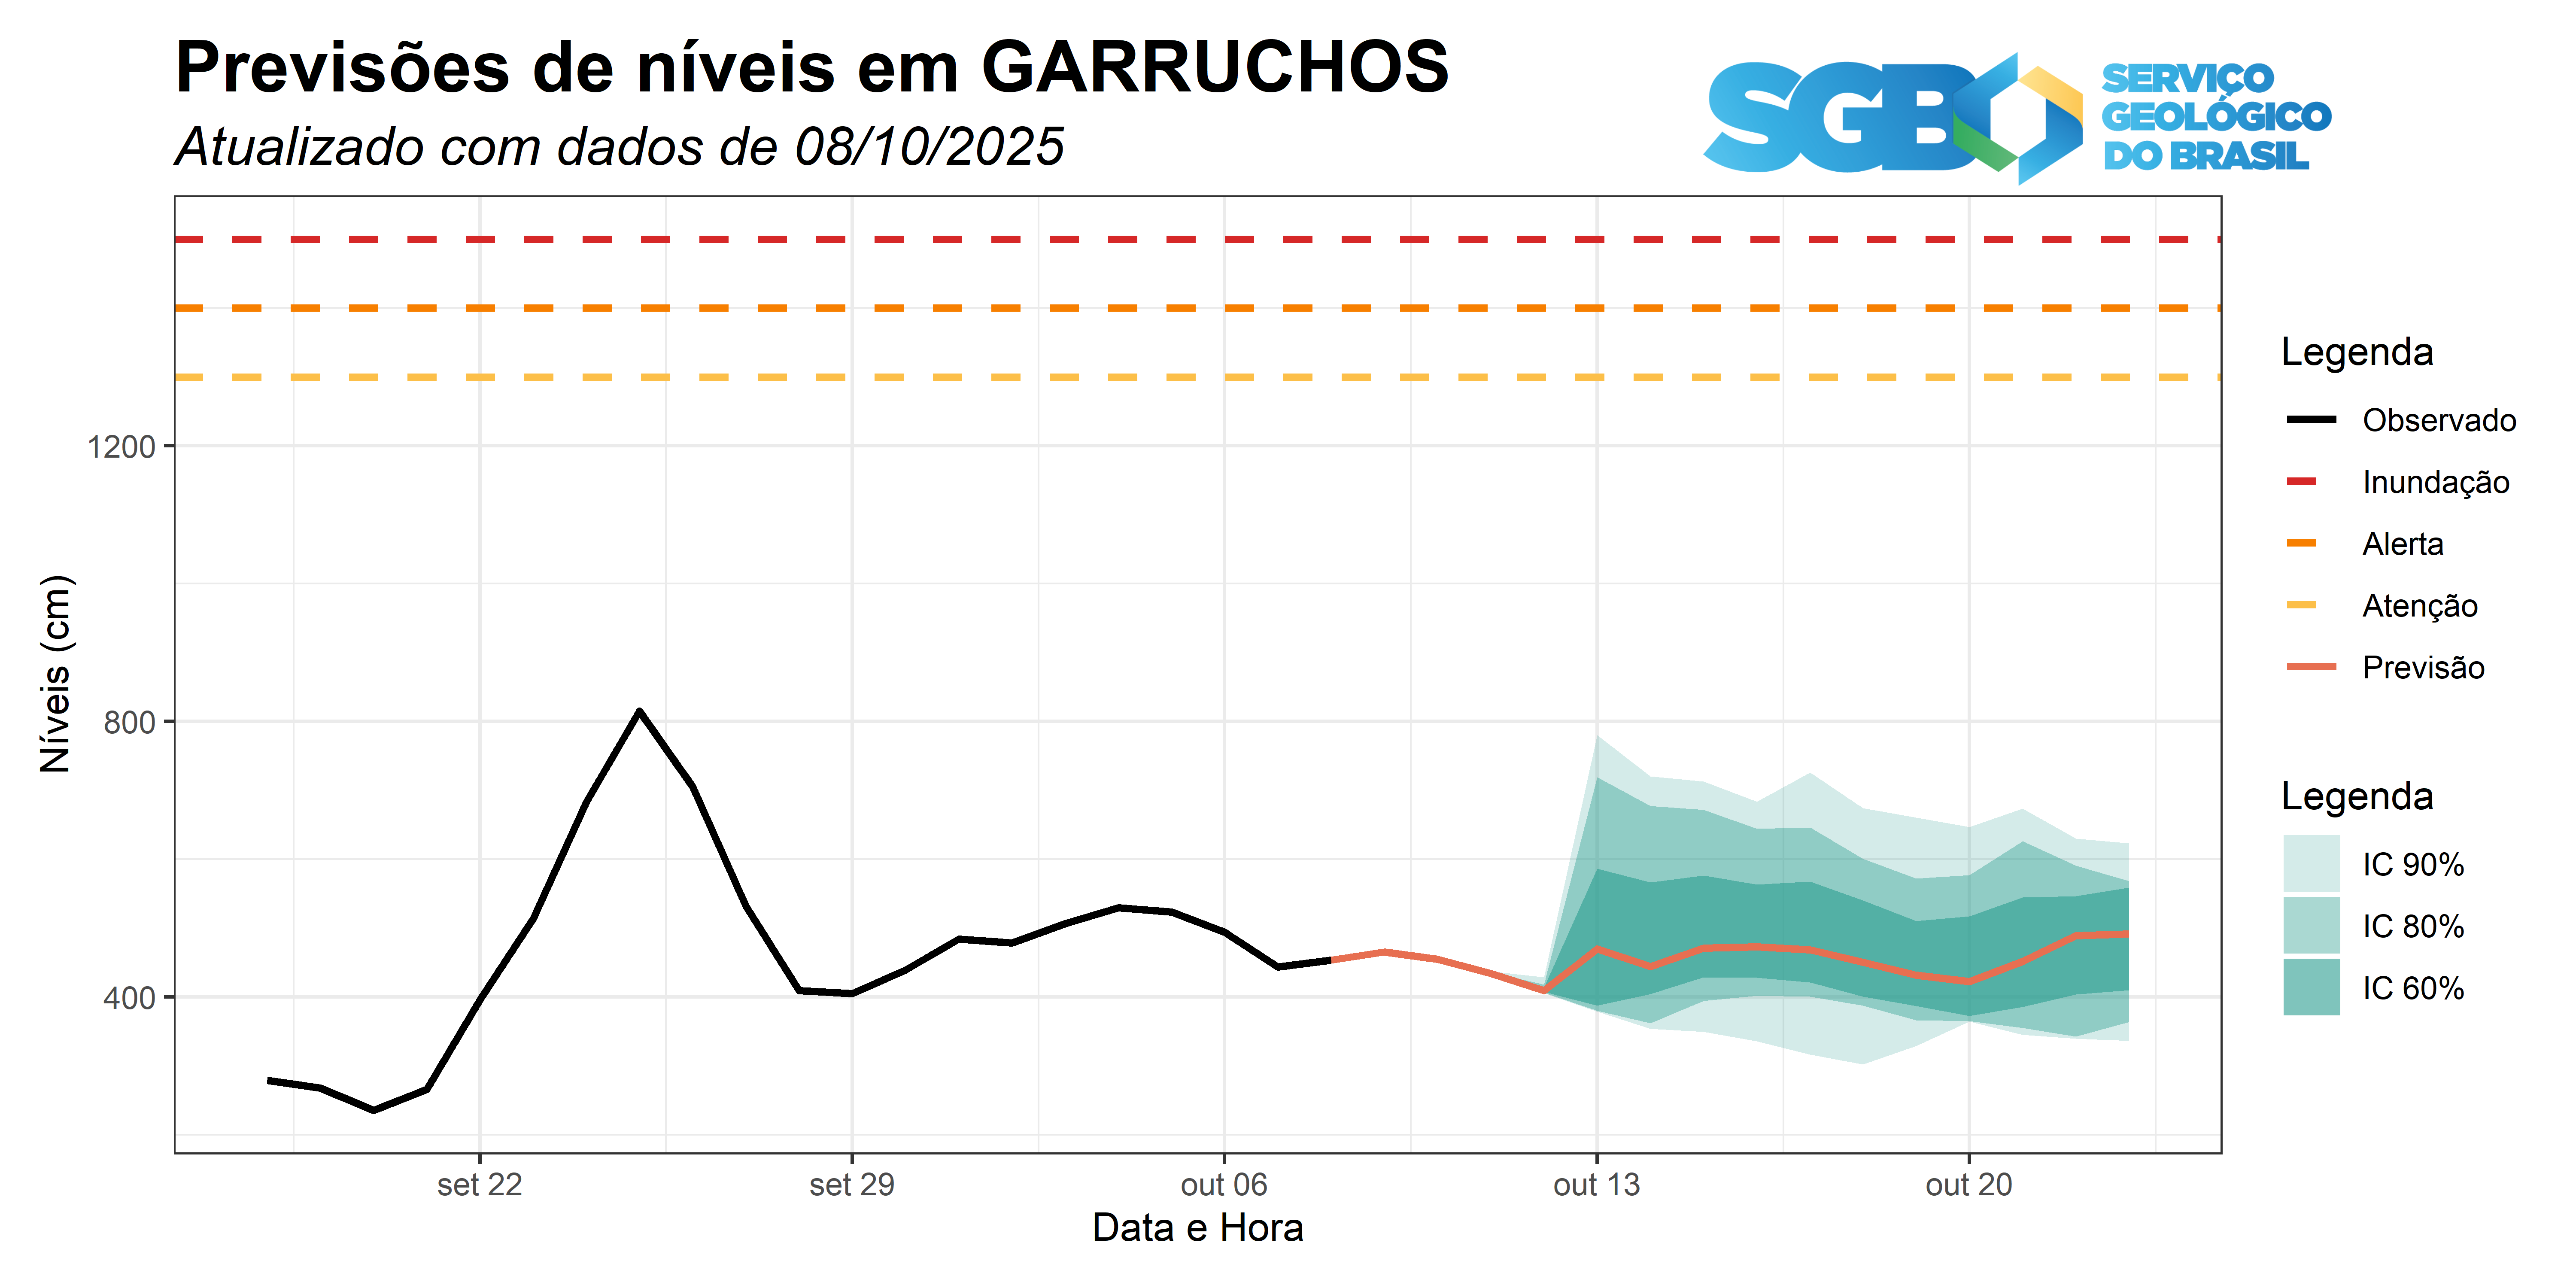 Previsões de níveis em GARRUCHOS
Atualizado com dados de 08/10/2025
SGB
SERVIÇO
GEOLÓGICO
DO BRASIL
Níveis (cm)
1200
800
400
set 22
set 29
out 06
out 13
out 20
Data e Hora
Legenda
Observado
Inundação
Alerta
Atenção
Previsão
Legenda
IC 90%
IC 80%
IC 60%